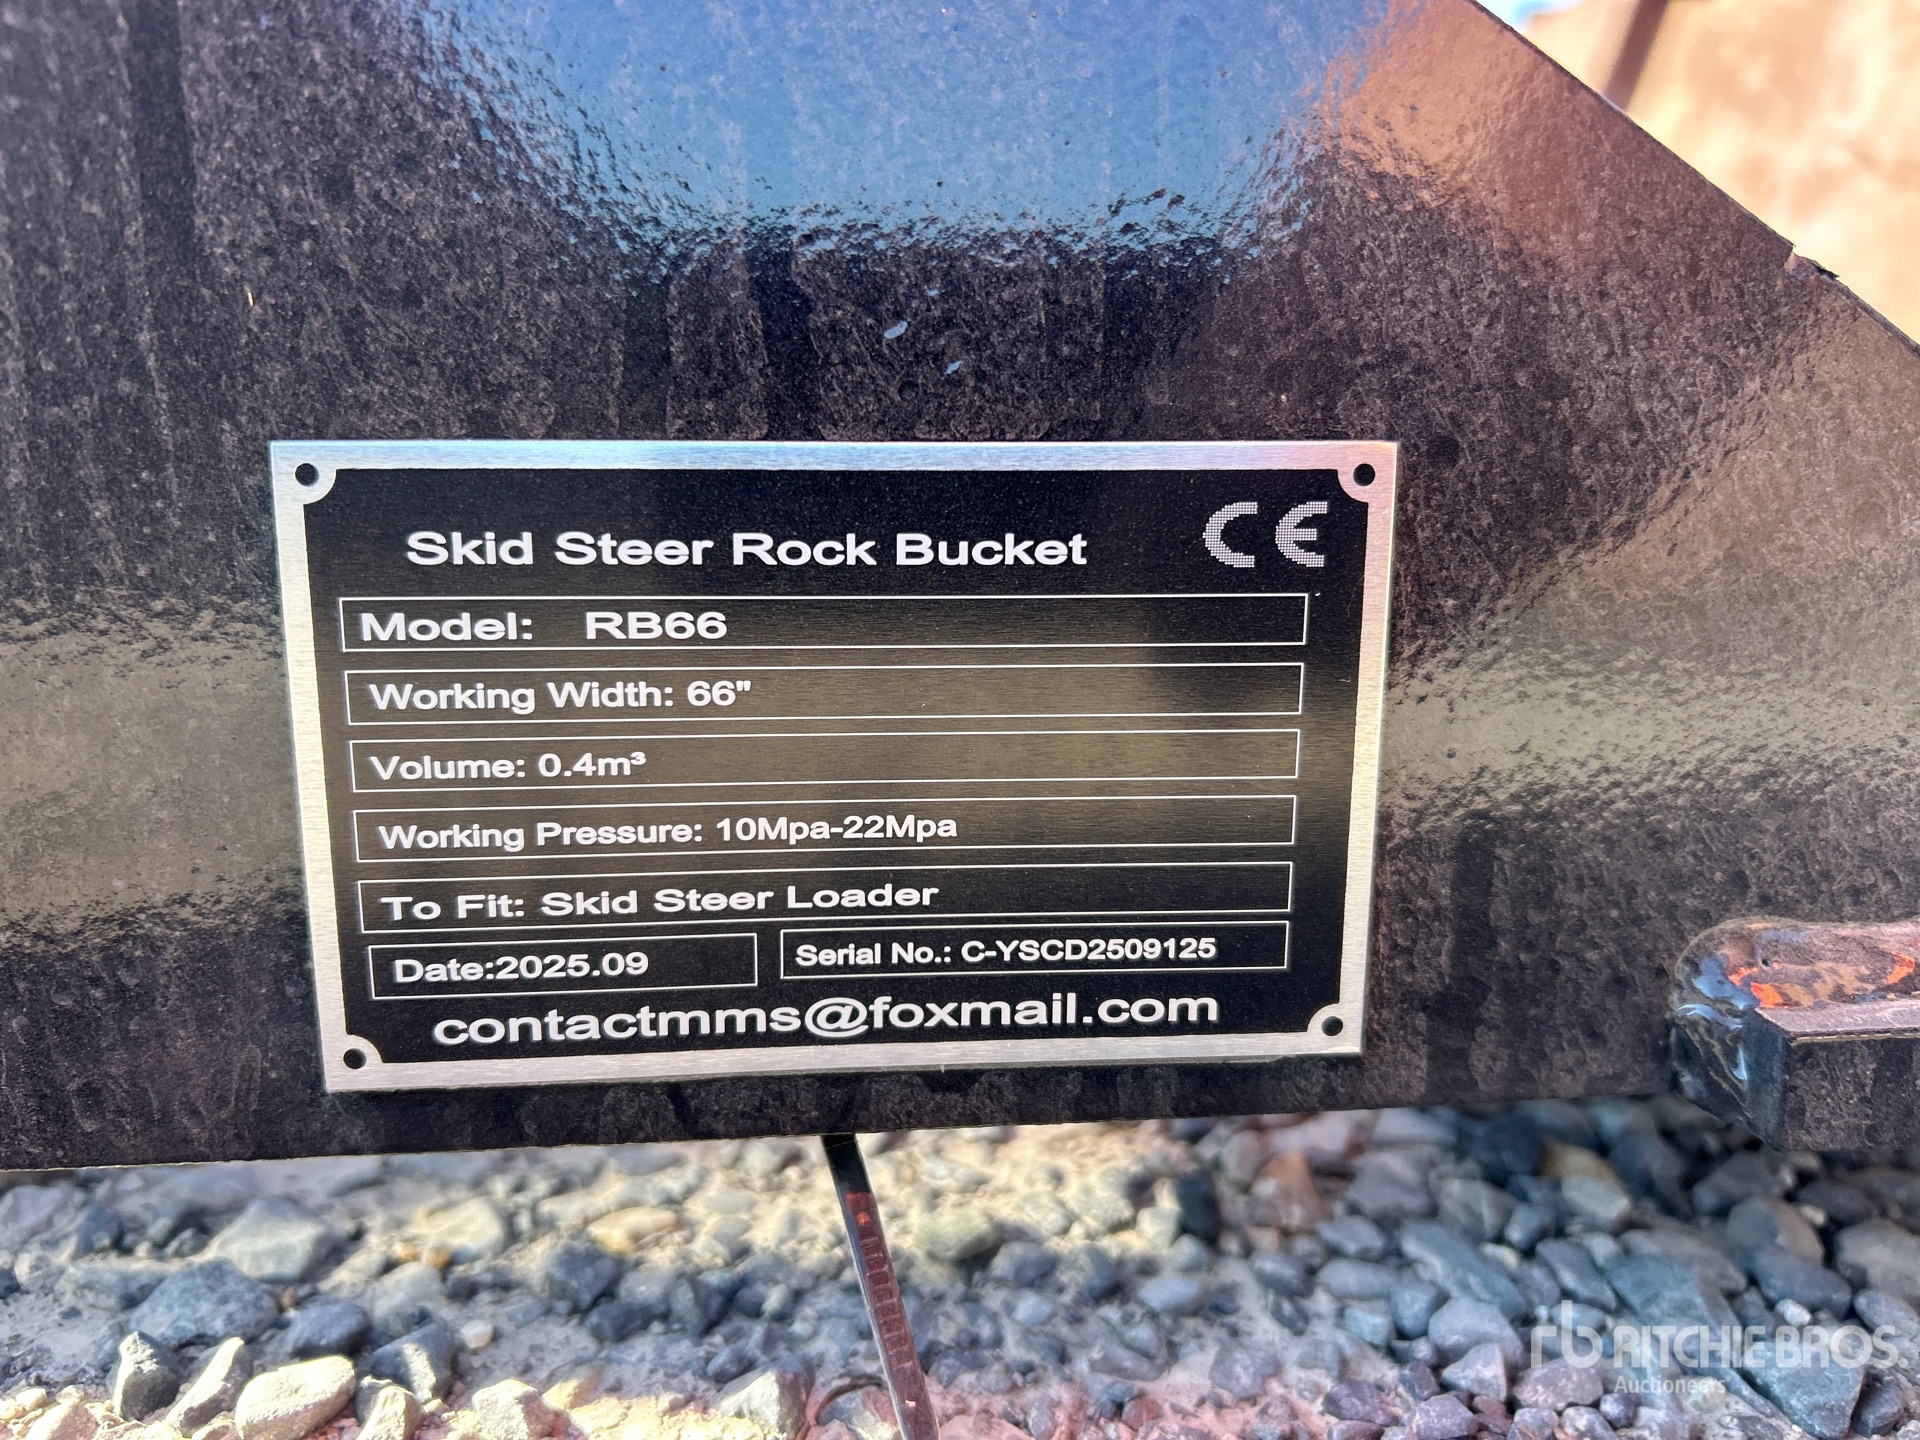 Skid Steer Rock Bucket CE
Model: RB66
Working Width: 66"
Volume: 0.4m³
Working Pressure: 10Mpa-22Mpa
To Fit: Skid Steer Loader
Date:2025.09 Serial No.: C-YSCD2509125
contactmms@foxmail.com
rb RITCHIE BROS.
Auctioneers